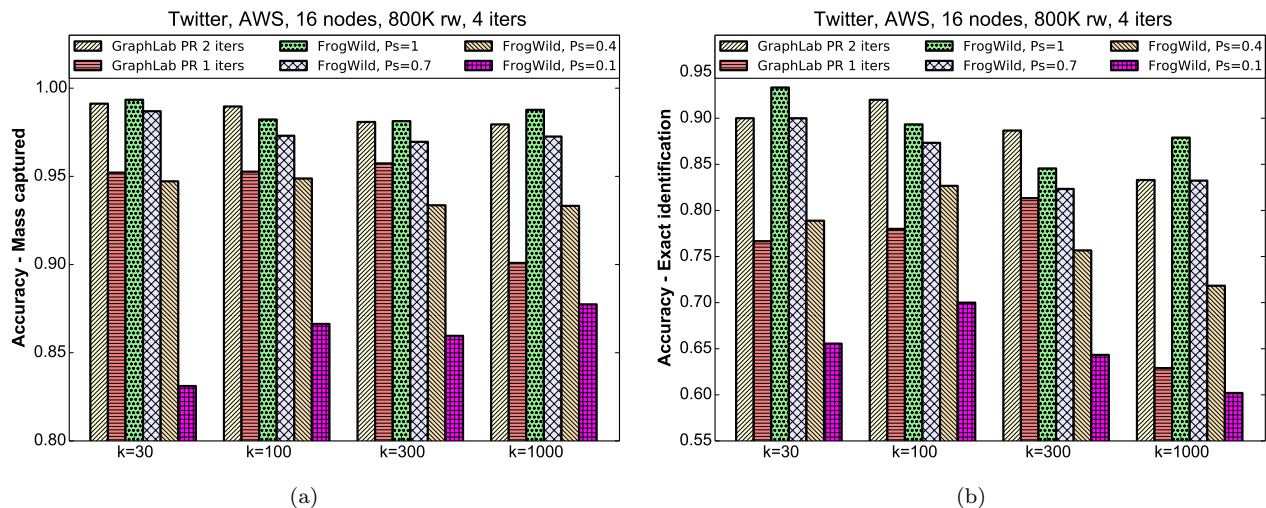 Twitter, AWS, 16 nodes, 800K rw, 4 iters
GraphLab PR 2 iters FrogWild, Ps=1 FrogWild, Ps=0.4
GraphLab PR 1 iters FrogWild, Ps=0.7 FrogWild, Ps=0.1
Accuracy - Mass captured
1.00
0.95
0.90
0.85
0.80
k=30 k=100 k=300 k=1000
(a)
Twitter, AWS, 16 nodes, 800K rw, 4 iters
GraphLab PR 2 iters FrogWild, Ps=1 FrogWild, Ps=0.4
GraphLab PR 1 iters FrogWild, Ps=0.7 FrogWild, Ps=0.1
Accuracy - Exact identification
0.95
0.90
0.85
0.80
0.75
0.70
0.65
0.60
0.55
k=30 k=100 k=300 k=1000
(b)